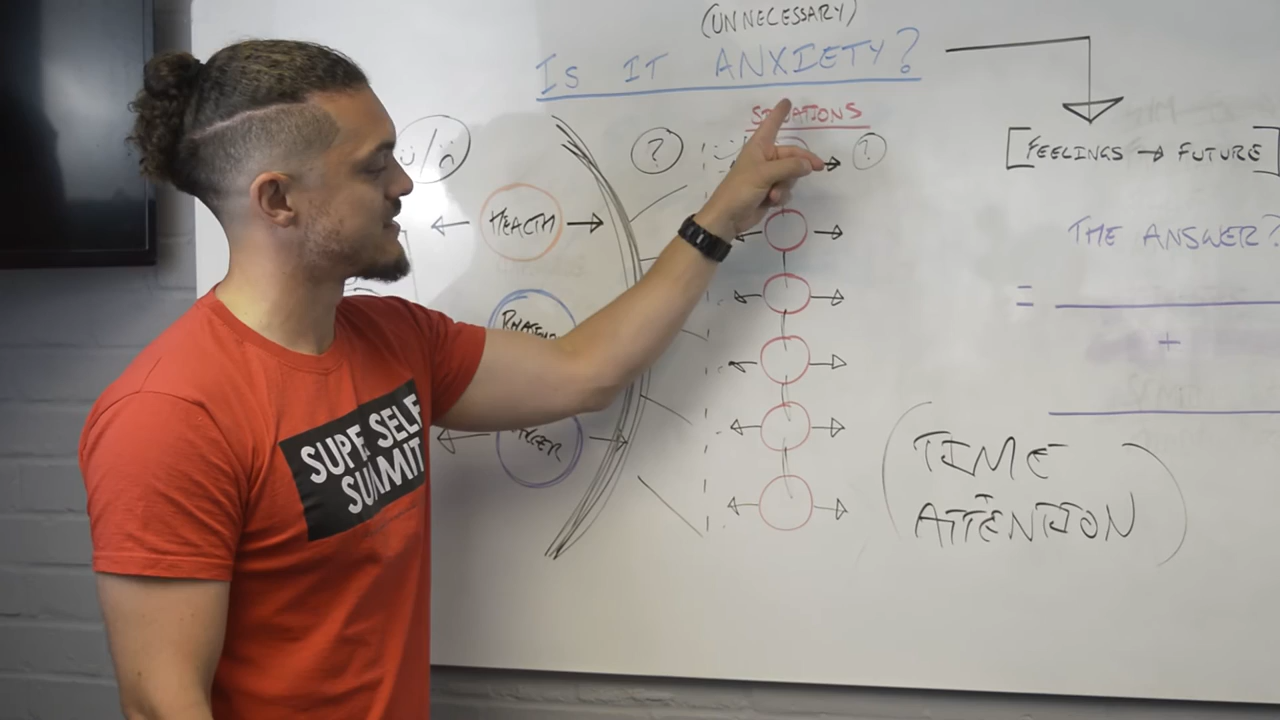 (UNNECESSARY)
IS IT ANXIETY?
SITUATIONS
?
?
[FEELINGS → FUTURE]
HEALTH
THE ANSWER?
=
+
(TIME
+
ATTENTION)
SUPER SELF
SUMMIT